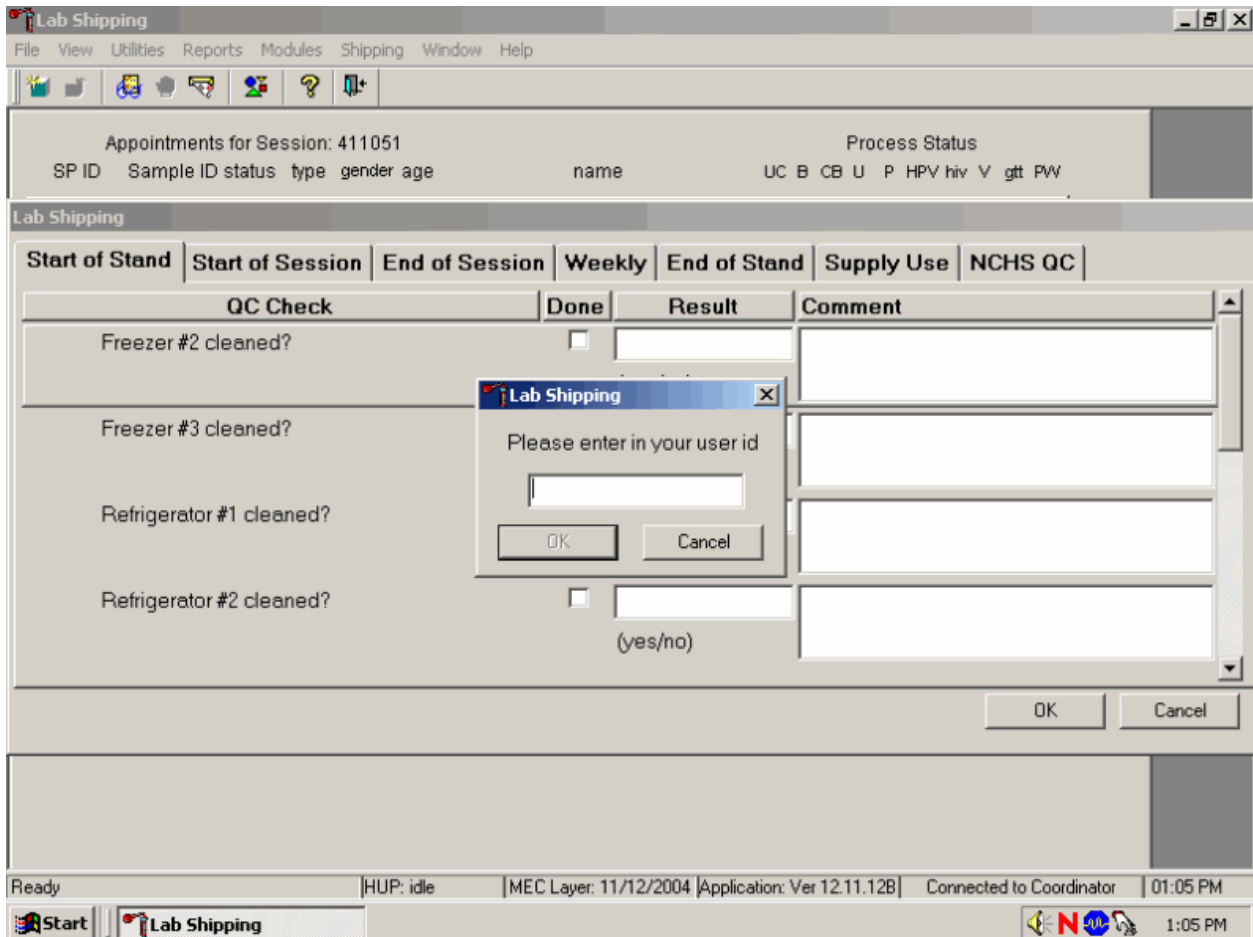 Lab Shipping
File View Utilities Reports Modules Shipping Window Help
Appointments for Session: 411051 Process Status
SP ID Sample ID status type gender age name UC B CB U P HPV hiv V gtt PW
Lab Shipping
Start of Stand Start of Session End of Session Weekly End of Stand Supply Use NCHS QC
QC Check Done Result Comment
Freezer #2 cleaned?
Lab Shipping
Please enter in your user id
Freezer #3 cleaned?
Refrigerator #1 cleaned?
OK Cancel
Refrigerator #2 cleaned?
(yes/no)
OK Cancel
Ready HUP: idle MEC Layer: 11/12/2004 Application: Ver 12.11.12B Connected to Coordinator 01:05 PM
Start Lab Shipping N 1:05 PM